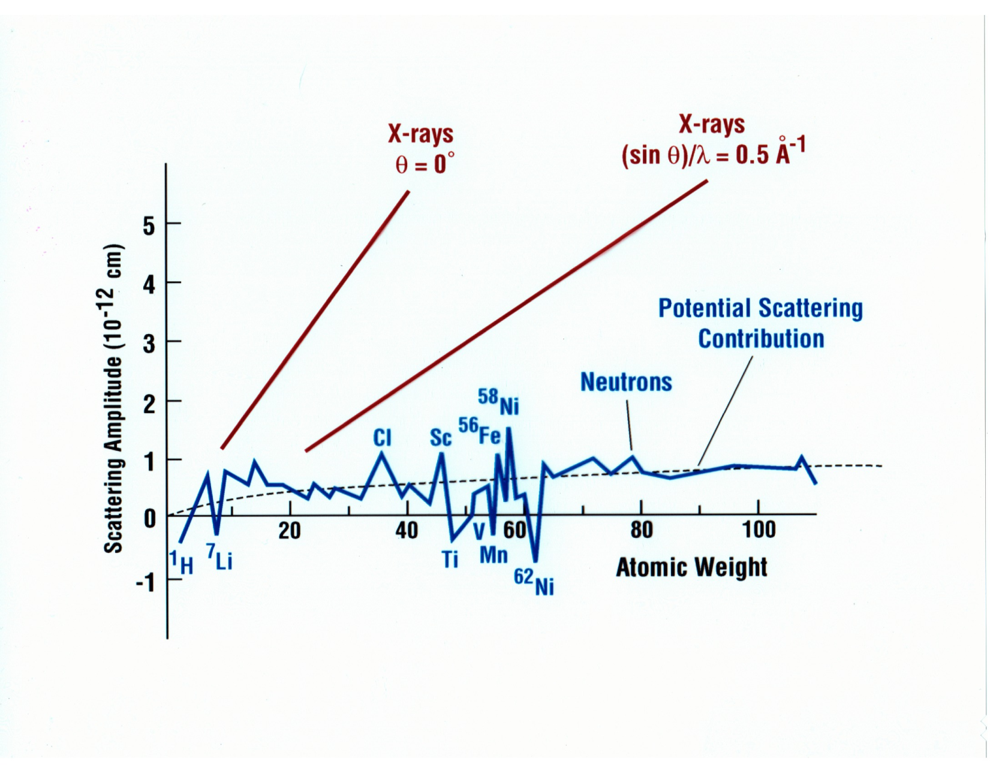 X-rays
θ = 0°
X-rays
(sin θ)/λ = 0.5 Å⁻¹
5
4
3
2
1
0
-1
Scattering Amplitude (10⁻¹² cm)
Potential Scattering
Contribution
Neutrons
⁵⁸Ni
⁵⁶Fe
Cl
Sc
20
40
60
80
100
V
¹H
⁷Li
Ti
Mn
⁶²Ni
Atomic Weight